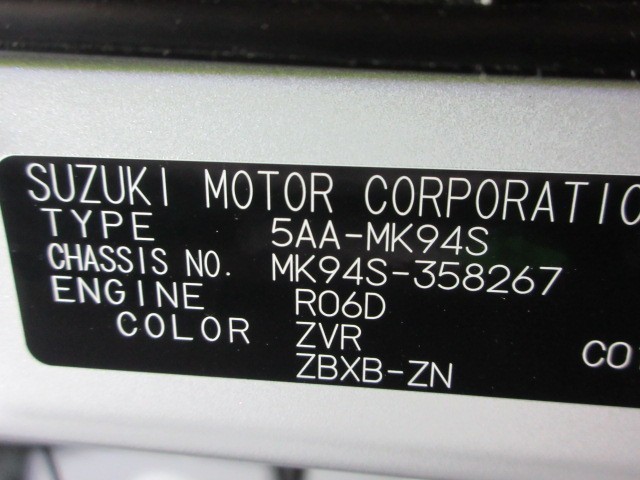 SUZUKI MOTOR CORPORATIO
TYPE 5AA-MK94S
CHASSIS NO. MK94S-358267
ENGINE R06D
COLOR ZVR
ZBXB-ZN CO